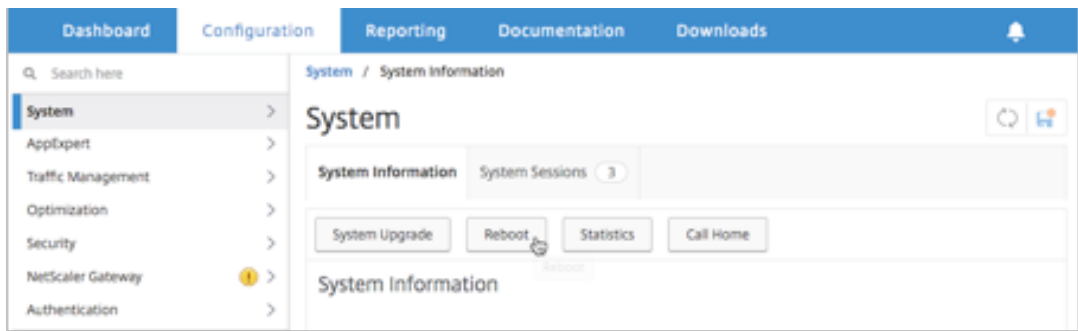 Dashboard Configuration Reporting Documentation Downloads
Search here
System
AppExpert
Traffic Management
Optimization
Security
NetScaler Gateway
Authentication
System / System Information
System
System Information System Sessions 3
System Upgrade Reboot Statistics Call Home
Reboot
System Information